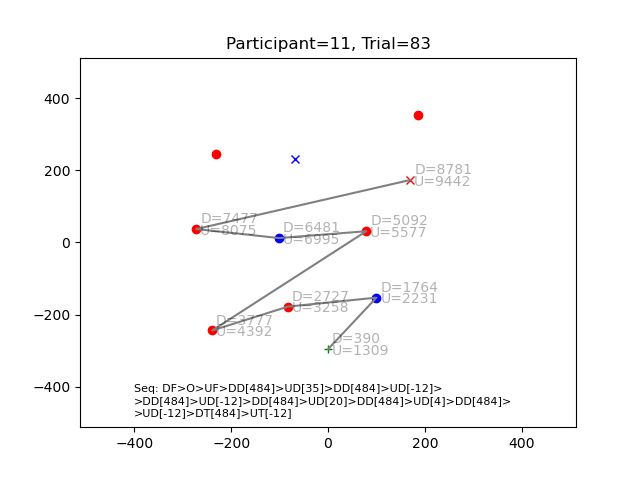 Participant=11, Trial=83
400
200
0
−200
−400
−400
−200
0
200
400
D=8781
U=9442
D=7477
U=8075
D=6481
U=6995
D=5092
U=5577
D=1764
U=2231
D=2727
U=3258
D=3777
U=4392
D=390
U=1309
Seq: DF>O>UF>DD[484]>UD[35]>DD[484]>UD[-12]>
>DD[484]>UD[-12]>DD[484]>UD[20]>DD[484]>UD[4]>DD[484]>
>UD[-12]>DT[484]>UT[-12]